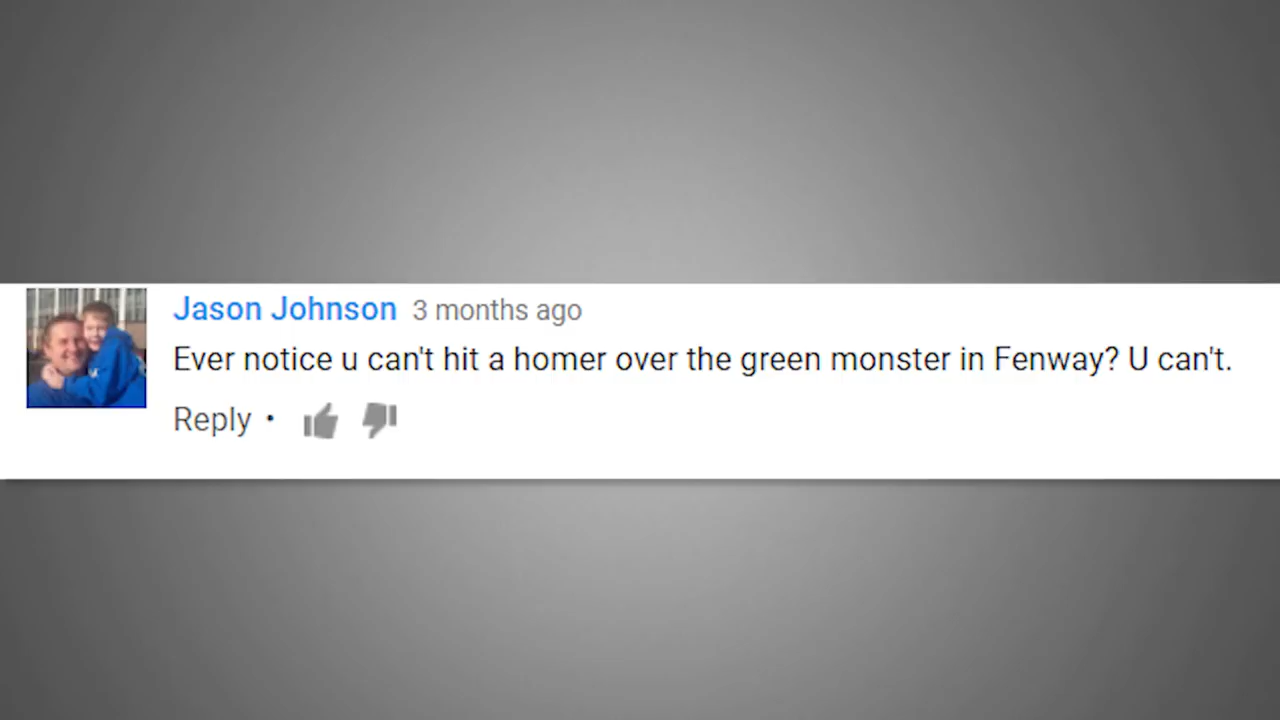 Jason Johnson 3 months ago
Ever notice u can't hit a homer over the green monster in Fenway? U can't.
Reply •